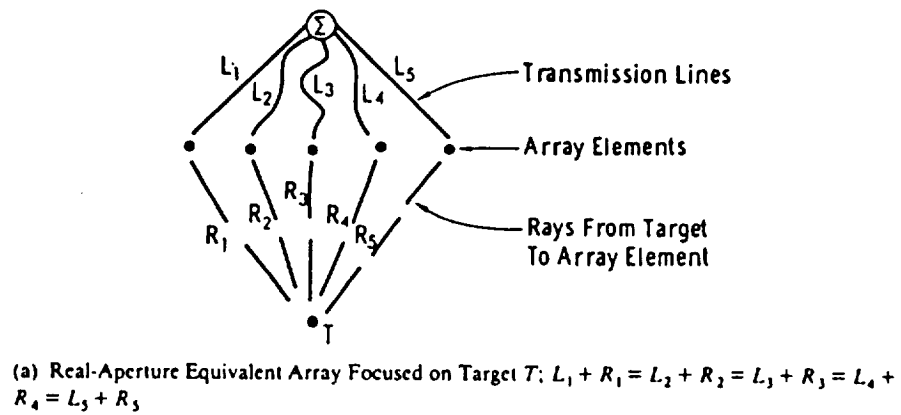 Σ
L₁
L₂
L₃
L₄
L₅
Transmission Lines
Array Elements
R₁
R₂
R₃
R₄
R₅
Rays From Target
To Array Element
T
(a) Real-Aperture Equivalent Array Focused on Target T: L₁ + R₁ = L₂ + R₂ = L₃ + R₃ = L₄ +
R₄ = L₅ + R₅